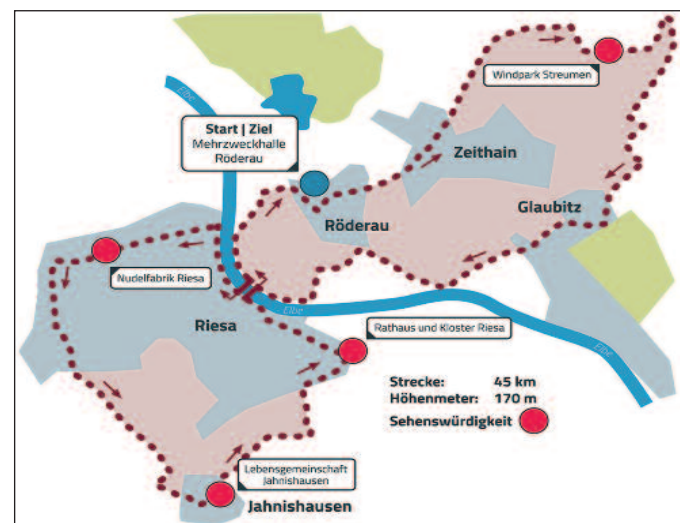 Elbe
Windpark Streumen
Start | Ziel
Mehrzweckhalle
Röderau
Zeithain
Glaubitz
Röderau
Nudelfabrik Riesa
Elbe
Riesa
Rathaus und Kloster Riesa
Elbe
Strecke: 45 km
Höhenmeter: 170 m
Sehenswürdigkeit
Lebensgemeinschaft
Jahnishausen
Jahnishausen